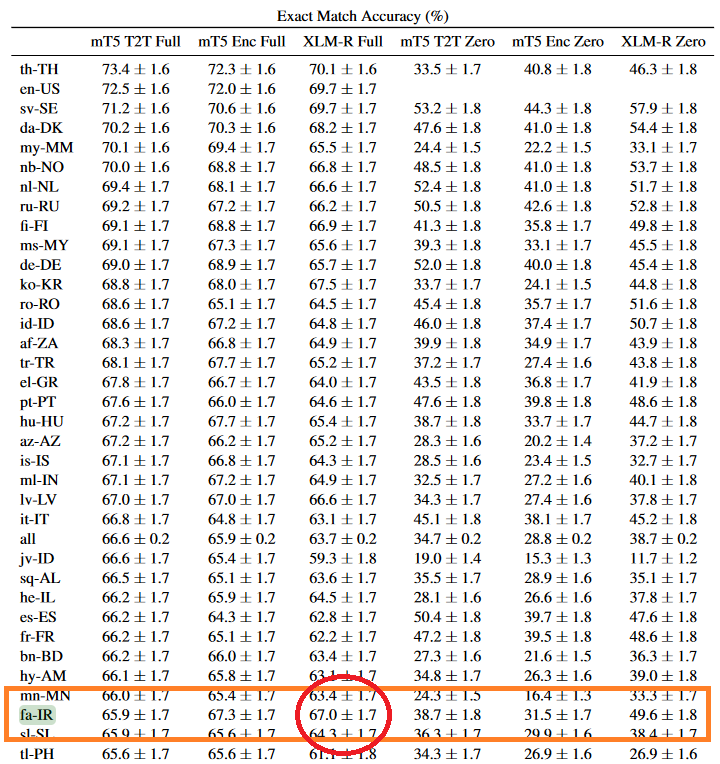 Exact Match Accuracy (%)
mT5 T2T Full mT5 Enc Full XLM-R Full mT5 T2T Zero mT5 Enc Zero XLM-R Zero
th-TH 73.4 ± 1.6 72.3 ± 1.6 70.1 ± 1.6 33.5 ± 1.7 40.8 ± 1.8 46.3 ± 1.8
en-US 72.5 ± 1.6 72.0 ± 1.6 69.7 ± 1.7
sv-SE 71.2 ± 1.6 70.6 ± 1.6 69.7 ± 1.7 53.2 ± 1.8 44.3 ± 1.8 57.9 ± 1.8
da-DK 70.2 ± 1.6 70.3 ± 1.6 68.2 ± 1.7 47.6 ± 1.8 41.0 ± 1.8 54.4 ± 1.8
my-MM 70.1 ± 1.6 69.4 ± 1.7 65.5 ± 1.7 24.4 ± 1.5 22.2 ± 1.5 33.1 ± 1.7
nb-NO 70.0 ± 1.6 68.8 ± 1.7 66.8 ± 1.7 48.5 ± 1.8 41.0 ± 1.8 53.7 ± 1.8
nl-NL 69.4 ± 1.7 68.1 ± 1.7 66.6 ± 1.7 52.4 ± 1.8 41.0 ± 1.8 51.7 ± 1.8
ru-RU 69.2 ± 1.7 67.2 ± 1.7 66.2 ± 1.7 50.5 ± 1.8 42.6 ± 1.8 52.8 ± 1.8
fi-FI 69.1 ± 1.7 68.8 ± 1.7 66.9 ± 1.7 41.3 ± 1.8 35.8 ± 1.7 49.8 ± 1.8
ms-MY 69.1 ± 1.7 67.3 ± 1.7 65.6 ± 1.7 39.3 ± 1.8 33.1 ± 1.7 45.5 ± 1.8
de-DE 69.0 ± 1.7 68.9 ± 1.7 65.7 ± 1.7 52.0 ± 1.8 40.0 ± 1.8 45.4 ± 1.8
ko-KR 68.8 ± 1.7 68.0 ± 1.7 67.5 ± 1.7 33.7 ± 1.7 24.1 ± 1.5 44.8 ± 1.8
ro-RO 68.6 ± 1.7 65.1 ± 1.7 64.5 ± 1.7 45.4 ± 1.8 35.7 ± 1.7 51.6 ± 1.8
id-ID 68.6 ± 1.7 67.2 ± 1.7 64.8 ± 1.7 46.0 ± 1.8 37.4 ± 1.7 50.7 ± 1.8
af-ZA 68.3 ± 1.7 66.8 ± 1.7 64.9 ± 1.7 39.9 ± 1.8 34.9 ± 1.7 43.9 ± 1.8
tr-TR 68.1 ± 1.7 67.7 ± 1.7 65.2 ± 1.7 37.2 ± 1.7 27.4 ± 1.6 43.8 ± 1.8
el-GR 67.8 ± 1.7 66.7 ± 1.7 64.0 ± 1.7 43.5 ± 1.8 36.8 ± 1.7 41.9 ± 1.8
pt-PT 67.6 ± 1.7 66.0 ± 1.7 64.6 ± 1.7 47.6 ± 1.8 39.8 ± 1.8 48.6 ± 1.8
hu-HU 67.2 ± 1.7 67.7 ± 1.7 65.4 ± 1.7 38.7 ± 1.8 33.7 ± 1.7 44.7 ± 1.8
az-AZ 67.2 ± 1.7 66.2 ± 1.7 65.2 ± 1.7 28.3 ± 1.6 20.2 ± 1.4 37.2 ± 1.7
is-IS 67.1 ± 1.7 66.8 ± 1.7 64.3 ± 1.7 28.5 ± 1.6 23.4 ± 1.5 32.7 ± 1.7
ml-IN 67.1 ± 1.7 67.2 ± 1.7 64.9 ± 1.7 32.5 ± 1.7 27.2 ± 1.6 40.1 ± 1.8
lv-LV 67.0 ± 1.7 67.0 ± 1.7 66.6 ± 1.7 34.3 ± 1.7 27.4 ± 1.6 37.8 ± 1.7
it-IT 66.8 ± 1.7 64.8 ± 1.7 63.1 ± 1.7 45.1 ± 1.8 38.1 ± 1.7 45.2 ± 1.8
all 66.6 ± 0.2 65.9 ± 0.2 63.7 ± 0.2 34.7 ± 0.2 28.8 ± 0.2 38.7 ± 0.2
jv-ID 66.6 ± 1.7 65.4 ± 1.7 59.3 ± 1.8 19.0 ± 1.4 15.3 ± 1.3 11.7 ± 1.2
sq-AL 66.5 ± 1.7 65.1 ± 1.7 63.6 ± 1.7 35.5 ± 1.7 28.9 ± 1.6 35.1 ± 1.7
he-IL 66.2 ± 1.7 65.9 ± 1.7 64.5 ± 1.7 28.1 ± 1.6 26.6 ± 1.6 37.8 ± 1.7
es-ES 66.2 ± 1.7 64.3 ± 1.7 62.8 ± 1.7 50.4 ± 1.8 39.7 ± 1.8 47.6 ± 1.8
fr-FR 66.2 ± 1.7 65.1 ± 1.7 62.2 ± 1.7 47.2 ± 1.8 39.5 ± 1.8 48.6 ± 1.8
bn-BD 66.2 ± 1.7 66.0 ± 1.7 63.4 ± 1.7 27.3 ± 1.6 21.6 ± 1.5 36.3 ± 1.7
hy-AM 66.1 ± 1.7 65.8 ± 1.7 63.1 ± 1.7 34.8 ± 1.7 26.3 ± 1.6 39.0 ± 1.8
mn-MN 66.0 ± 1.7 65.4 ± 1.7 63.4 ± 1.7 24.3 ± 1.5 16.4 ± 1.3 33.3 ± 1.7
fa-IR 65.9 ± 1.7 67.3 ± 1.7 67.0 ± 1.7 38.7 ± 1.8 31.5 ± 1.7 49.6 ± 1.8
sl-SL 65.9 ± 1.7 65.6 ± 1.7 64.3 ± 1.7 36.3 ± 1.7 29.9 ± 1.6 38.4 ± 1.7
tl-PH 65.6 ± 1.7 65.6 ± 1.7 61.1 ± 1.8 34.3 ± 1.7 26.9 ± 1.6 26.9 ± 1.6